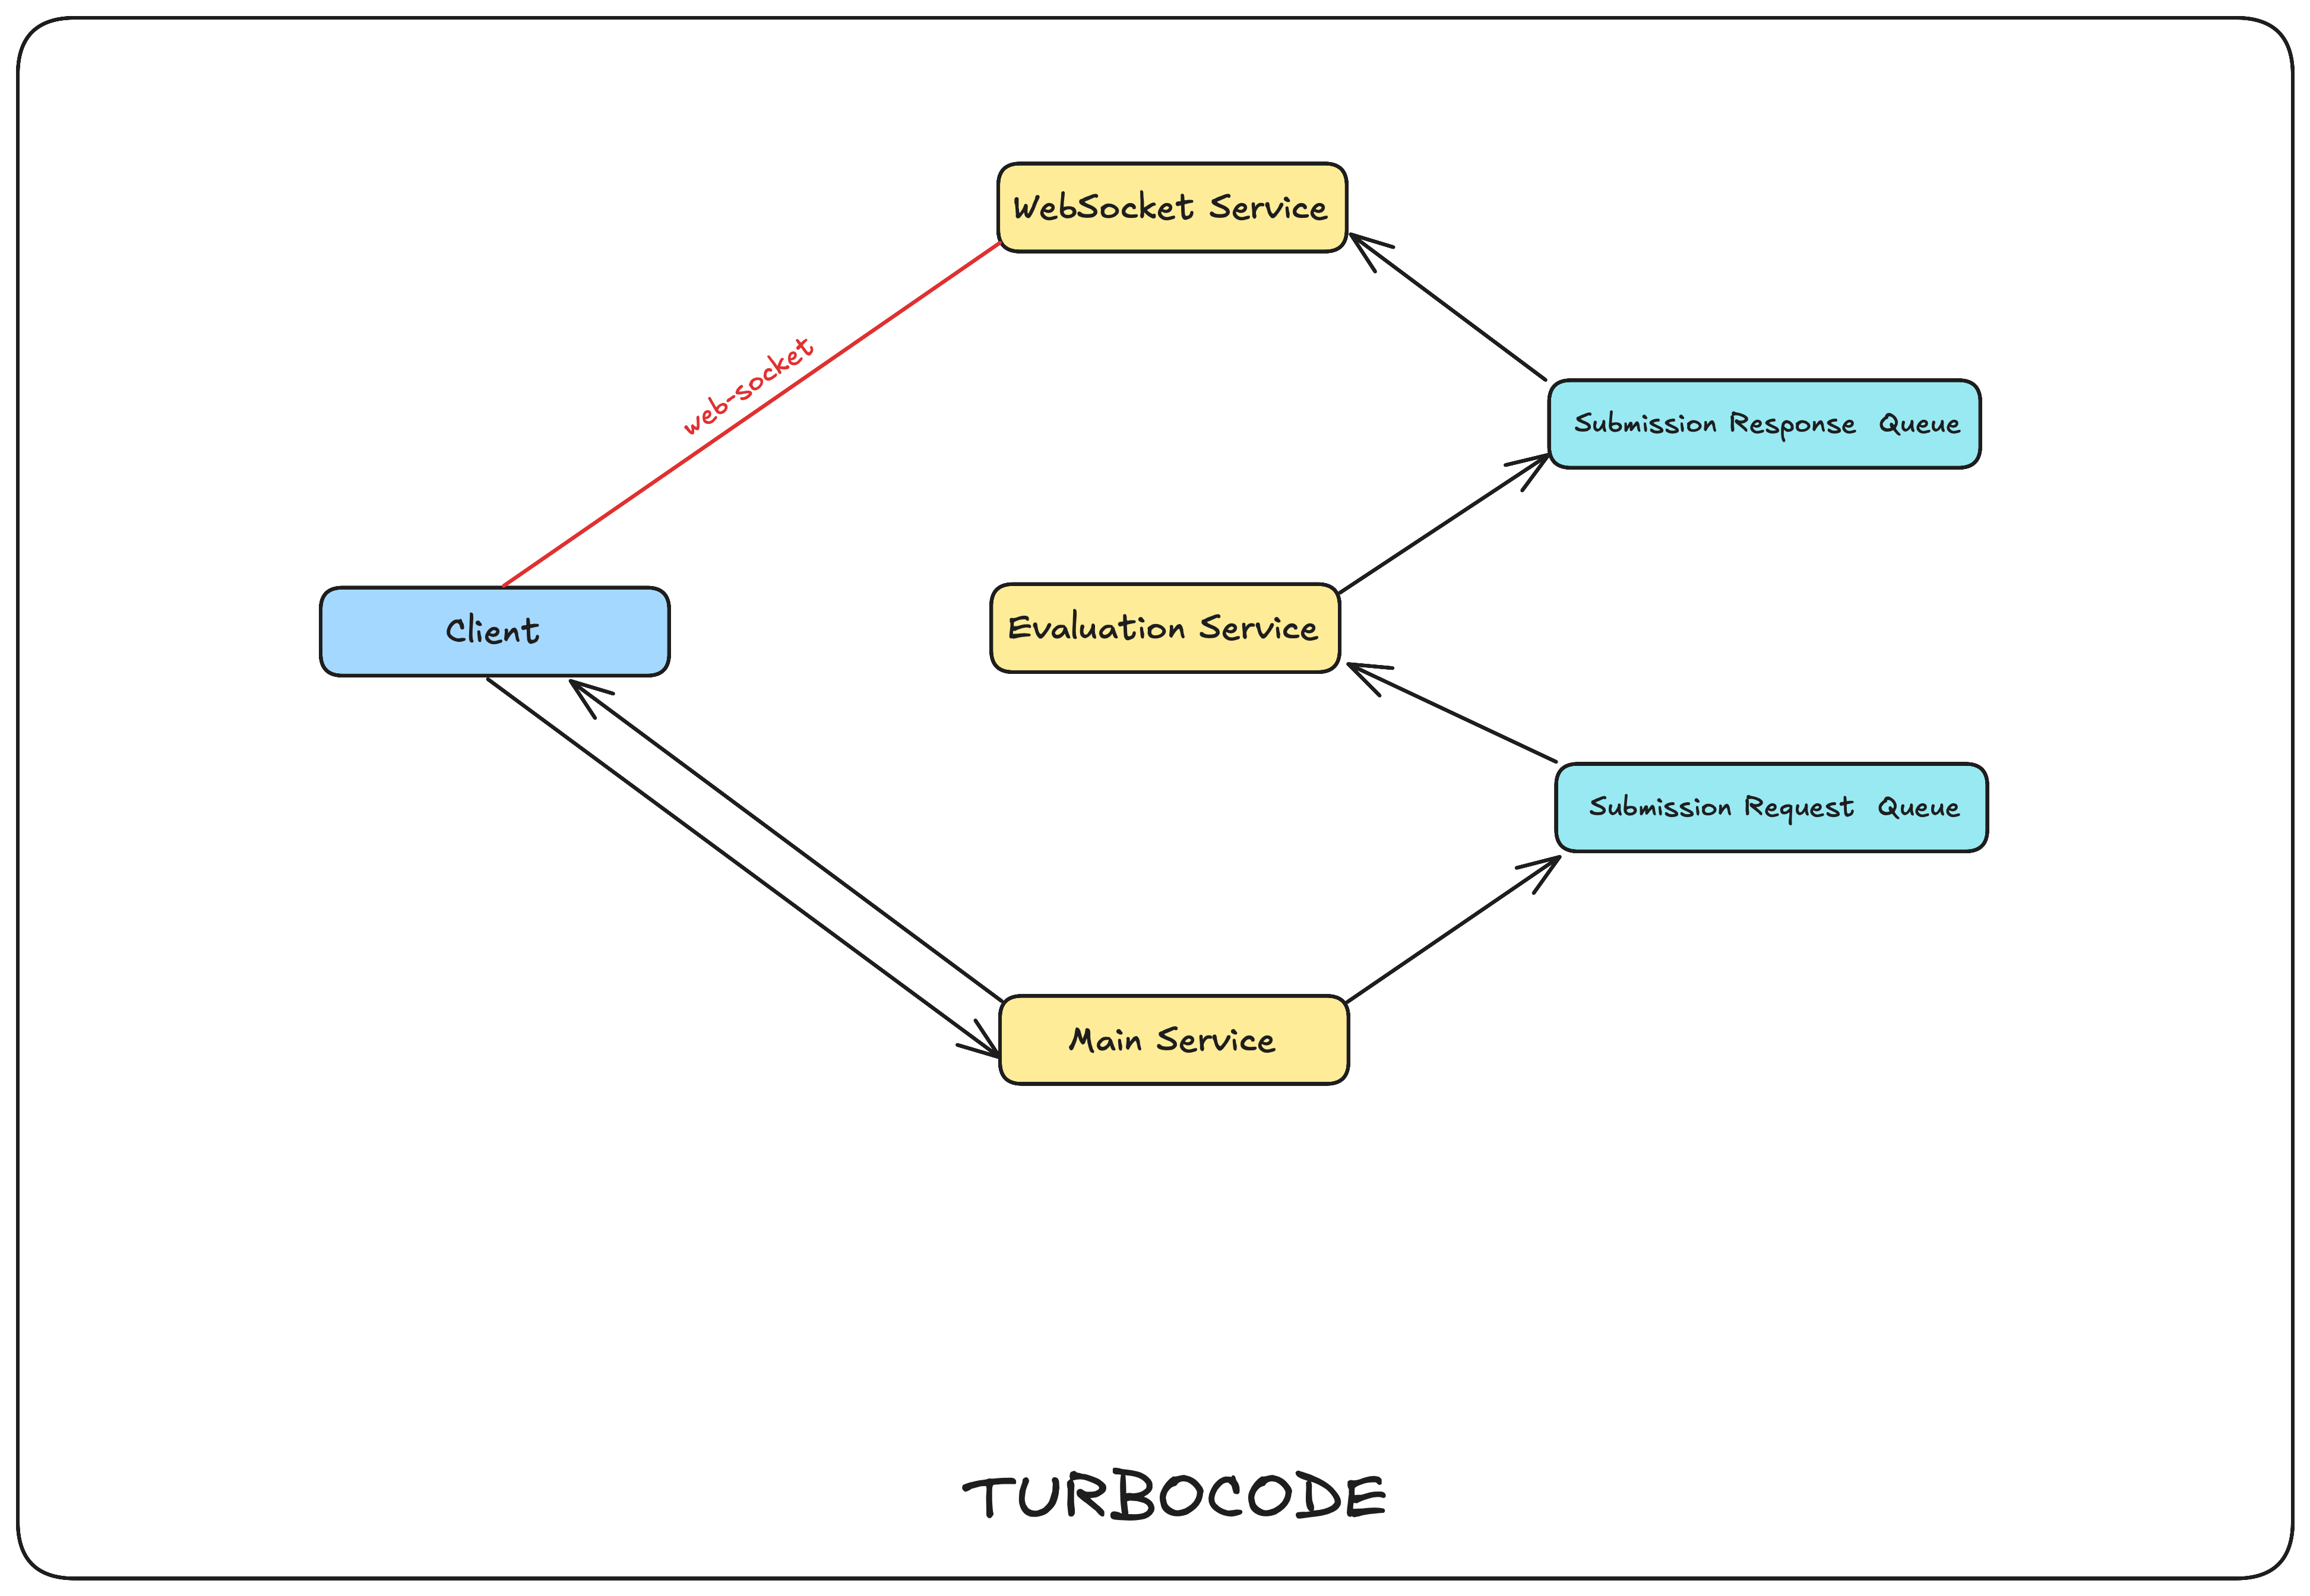 WebSocket Service
web-socket
Submission Response Queue
Client
Evaluation Service
Submission Request Queue
Main Service
TURBOCODE